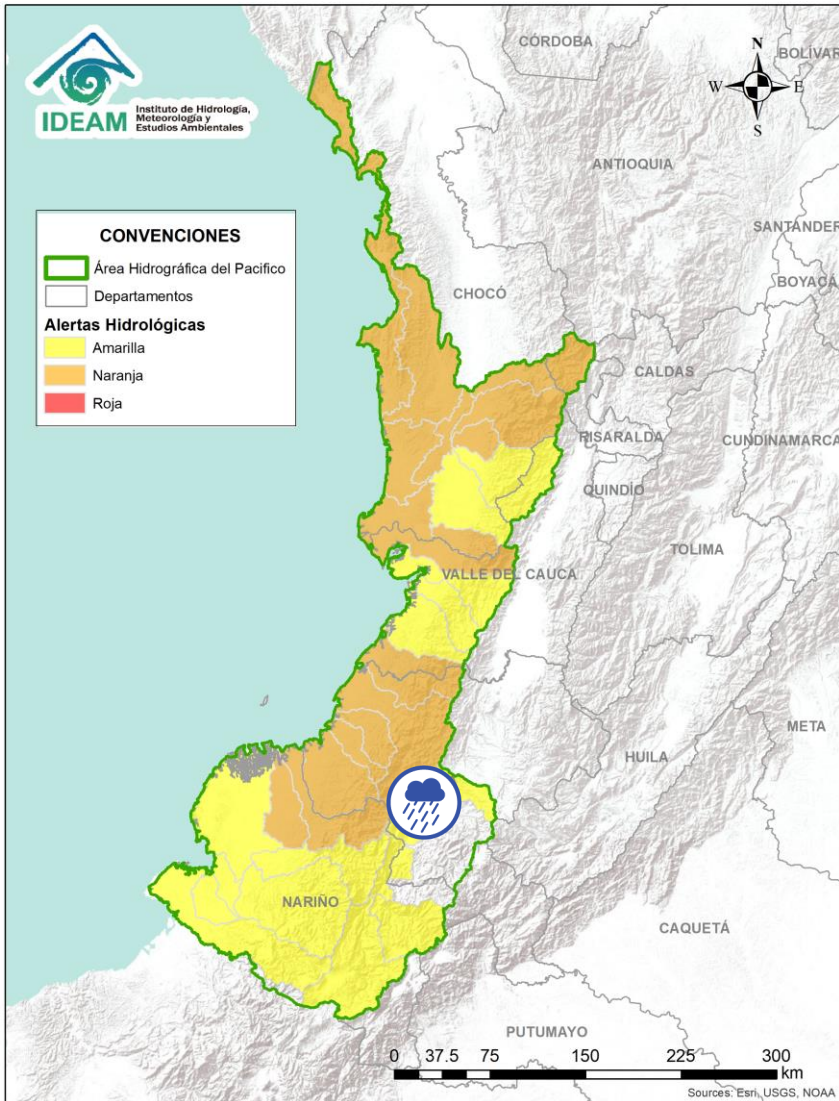 IDEAM
Instituto de Hidrología,
Meteorología y
Estudios Ambientales
CÓRDOBA
BOLÍVAR
N
W
E
S
ANTIOQUIA
SANTANDER
BOYACÁ
CONVENCIONES
Área Hidrográfica del Pacifico
Departamentos
Alertas Hidrológicas
Amarilla
Naranja
Roja
CHOCÓ
CALDAS
RISARALDA
CUNDINAMARCA
QUINDÍO
TOLIMA
VALLE DEL CAUCA
META
HUILA
NARIÑO
CAQUETÁ
PUTUMAYO
0 37.5 75 150 225 300
km
Sources: Esri, USGS, NOAA